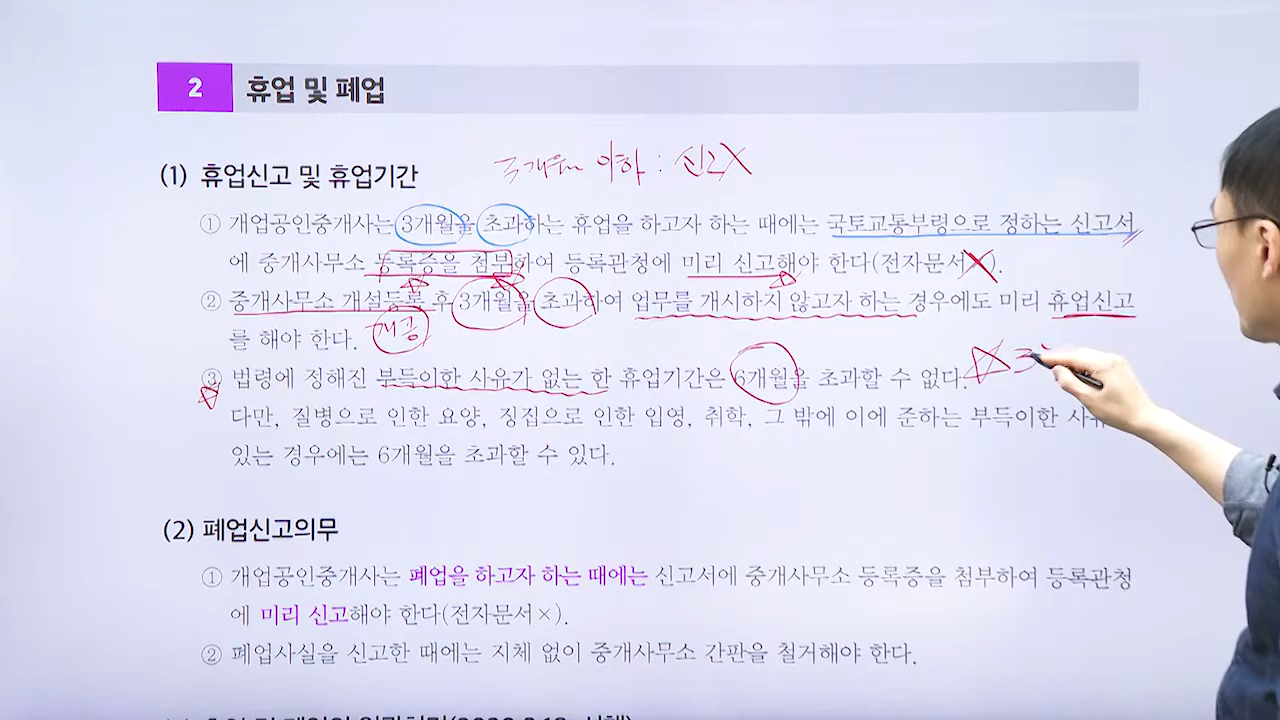 2 휴업 및 폐업
(1) 휴업신고 및 휴업기간
3개월 이하 : 신고X
① 개업공인중개사는 3개월을 초과하는 휴업을 하고자 하는 때에는 국토교통부령으로 정하는 신고서
에 중개사무소 등록증을 첨부하여 등록관청에 미리 신고해야 한다(전자문서×).
② 중개사무소 개설등록 후 3개월을 초과하여 업무를 개시하지 않고자 하는 경우에도 미리 휴업신고
를 해야 한다.
③ 법령에 정해진 부득이한 사유가 없는 한 휴업기간은 6개월을 초과할 수 없다.
다만, 질병으로 인한 요양, 징집으로 인한 입영, 취학, 그 밖에 이에 준하는 부득이한
있는 경우에는 6개월을 초과할 수 있다.
(2) 폐업신고의무
① 개업공인중개사는 폐업을 하고자 하는 때에는 신고서에 중개사무소 등록증을 첨부하여 등록관청
에 미리 신고해야 한다(전자문서×).
② 폐업사실을 신고한 때에는 지체 없이 중개사무소 간판을 철거해야 한다.